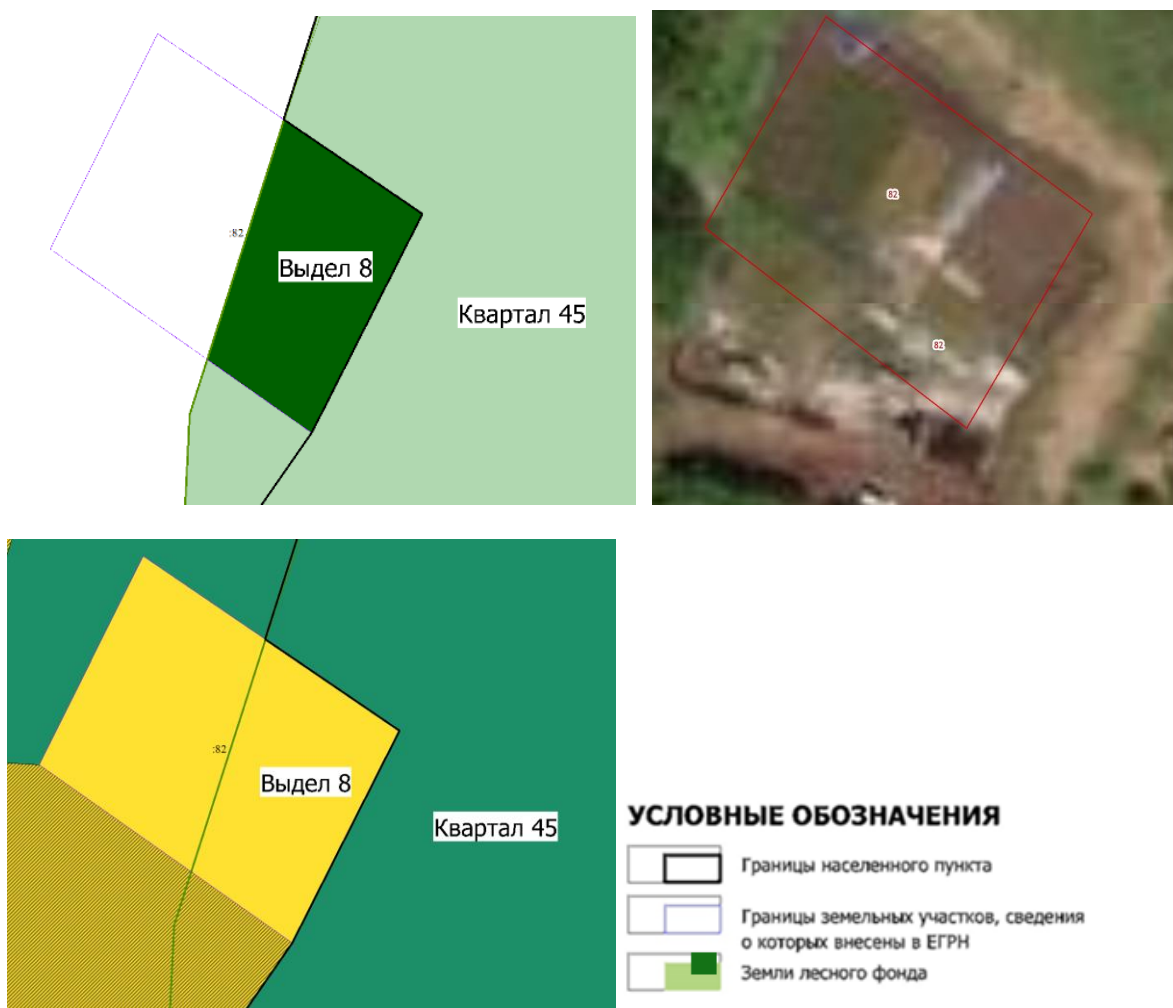 :82
Выдел 8
Квартал 45
82
82
:82
Выдел 8
Квартал 45
УСЛОВНЫЕ ОБОЗНАЧЕНИЯ
Границы населенного пункта
Границы земельных участков, сведения
о которых внесены в ЕГРН
Земли лесного фонда